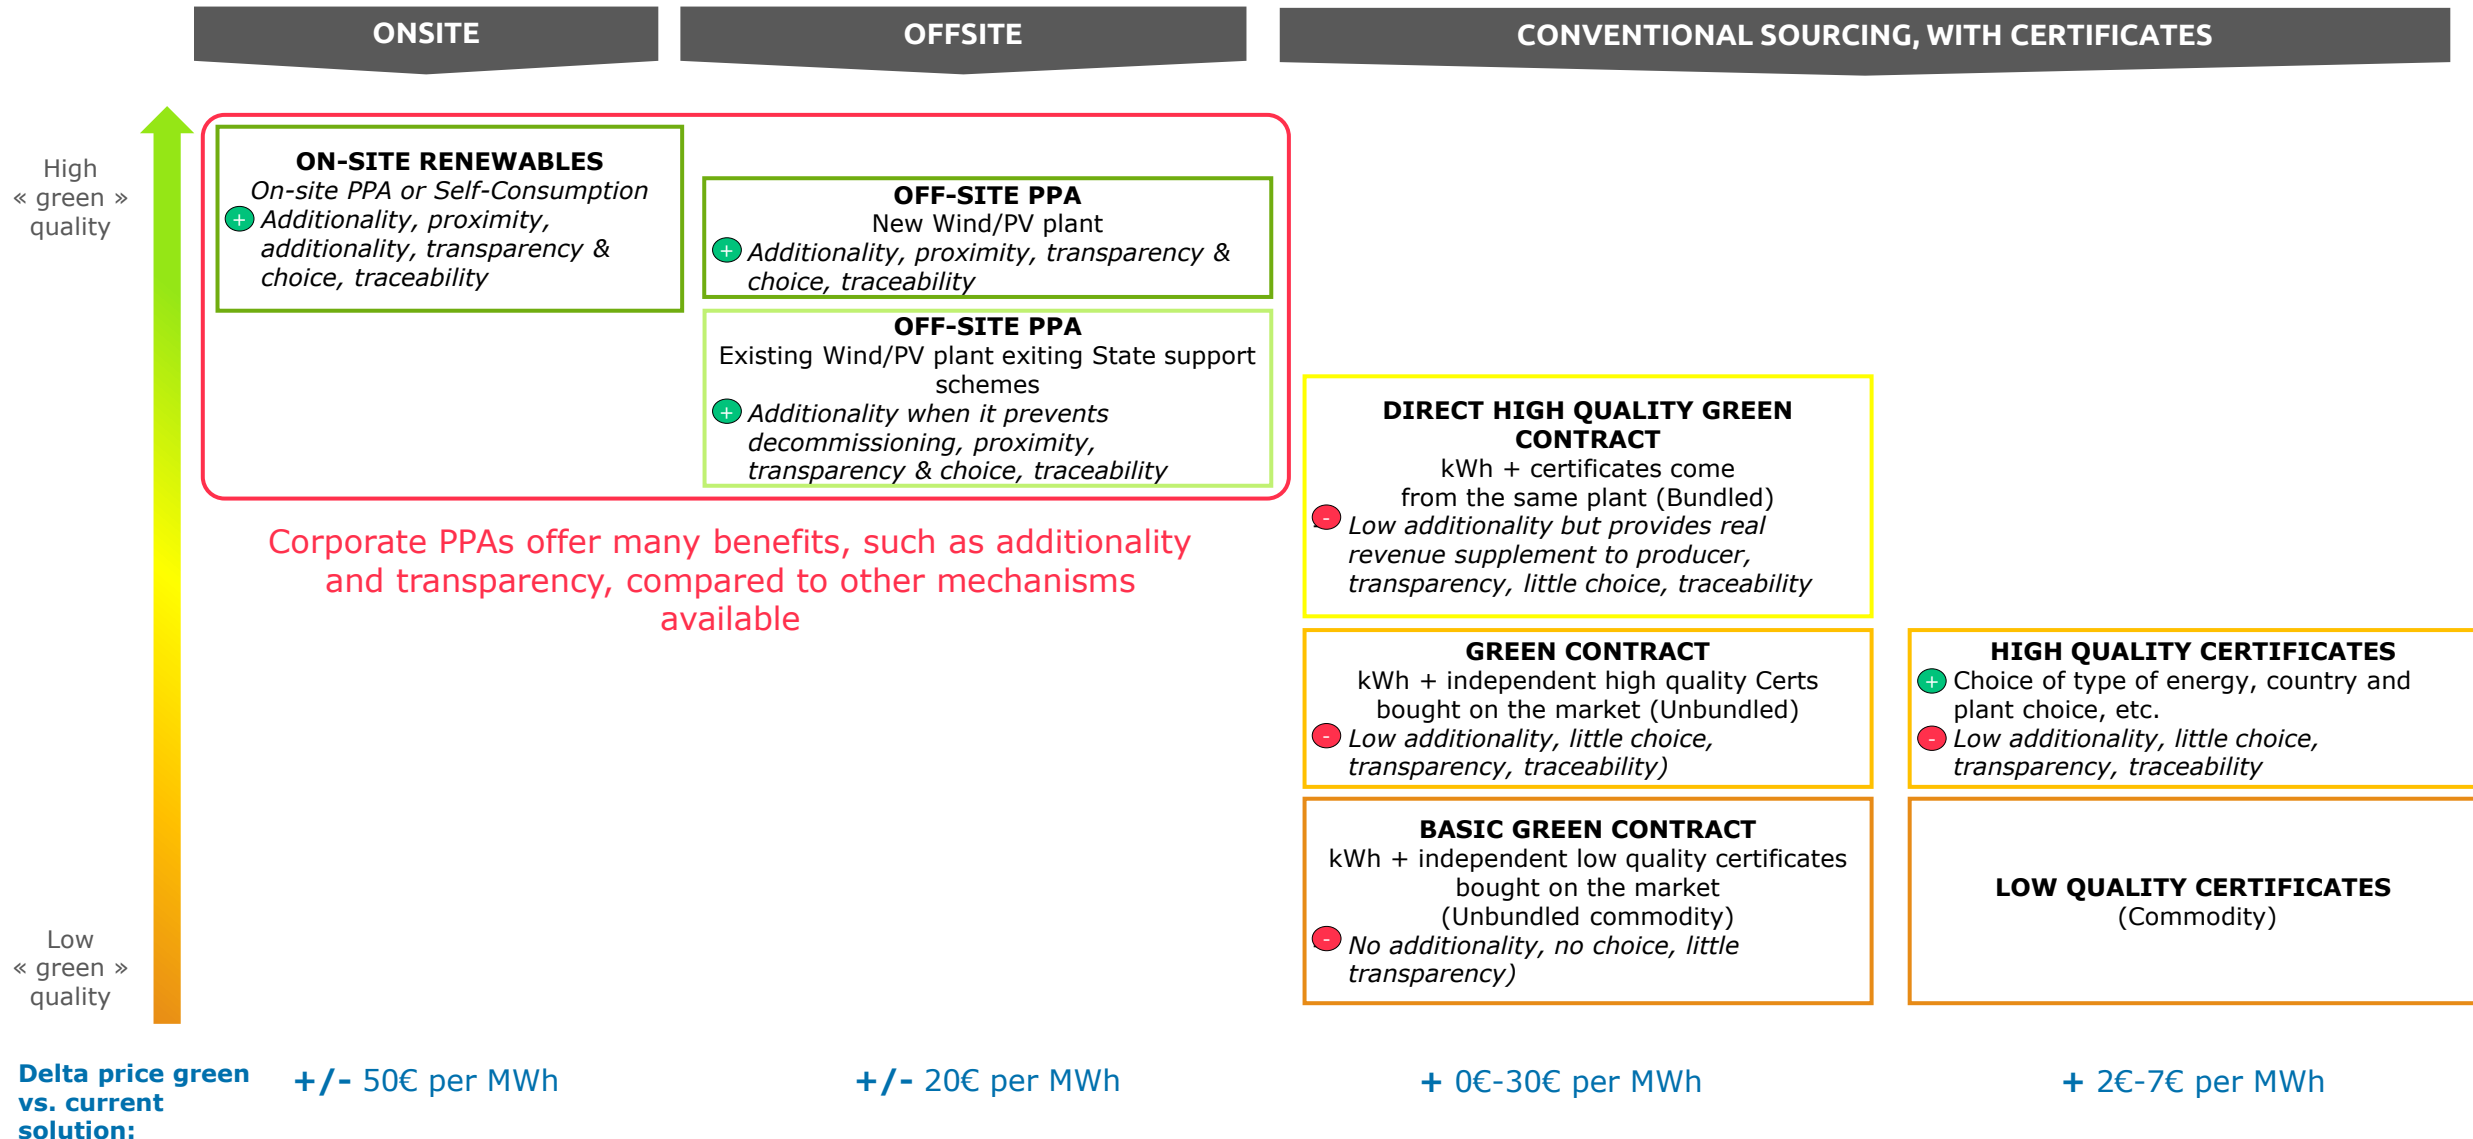 ONSITE
OFFSITE
CONVENTIONAL SOURCING, WITH CERTIFICATES
High
« green »
quality
ON-SITE RENEWABLES
On-site PPA or Self-Consumption
+ Additionality, proximity,
additionality, transparency &
choice, traceability
OFF-SITE PPA
New Wind/PV plant
+ Additionality, proximity, transparency &
choice, traceability
OFF-SITE PPA
Existing Wind/PV plant exiting State support
schemes
+ Additionality when it prevents
decommissioning, proximity,
transparency & choice, traceability
Corporate PPAs offer many benefits, such as additionality
and transparency, compared to other mechanisms
available
DIRECT HIGH QUALITY GREEN
CONTRACT
kWh + certificates come
from the same plant (Bundled)
- Low additionality but provides real
revenue supplement to producer,
transparency, little choice, traceability
GREEN CONTRACT
kWh + independent high quality Certs
bought on the market (Unbundled)
- Low additionality, little choice,
transparency, traceability)
HIGH QUALITY CERTIFICATES
+ Choice of type of energy, country and
plant choice, etc.
- Low additionality, little choice,
transparency, traceability
BASIC GREEN CONTRACT
kWh + independent low quality certificates
bought on the market
(Unbundled commodity)
- No additionality, no choice, little
transparency)
LOW QUALITY CERTIFICATES
(Commodity)
Low
« green »
quality
Delta price green
vs. current
solution:
+/- 50€ per MWh
+/- 20€ per MWh
+ 0€-30€ per MWh
+ 2€-7€ per MWh